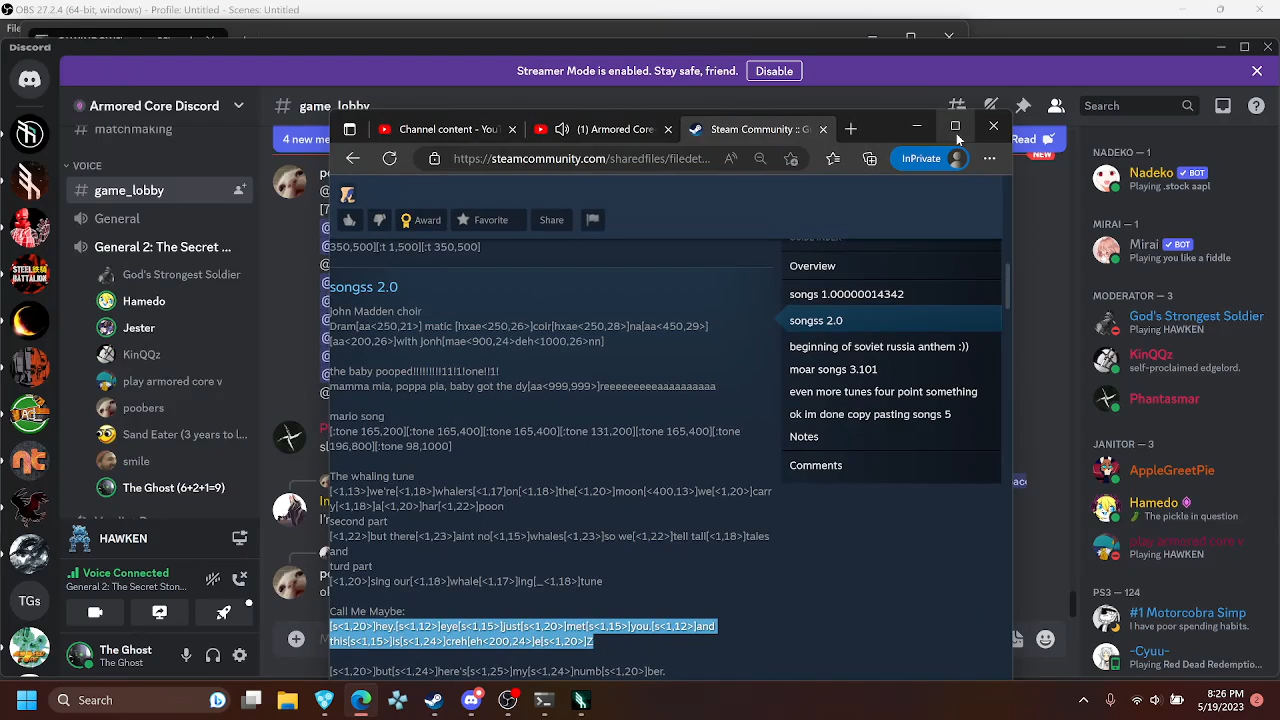 OBS 27.2.4 (64-bit, windows) - Profile: Untitled - Scenes: Untitled
File
Discord
Streamer Mode is enabled. Stay safe, friend.
Disable
Armored Core Discord
game_lobby
Search
matchmaking
4 new me
Read
NEW
VOICE
game_lobby
General
General 2: The Secret ...
God's Strongest Soldier
Hamedo
Jester
KinQQz
play armored core v
poobers
Sand Eater (3 years to l...
smile
The Ghost (6+2+1=9)
TGs
HAWKEN
Voice Connected
General 2: The Secret Ston...
The Ghost
Invisible
Channel content - You
(1) Armored Core
Steam Community :: G
https://steamcommunity.com/sharedfiles/filedet...
InPrivate
Award
Favorite
Share
350,500][:t 1,500][:t 350,500]
songss 2.0
john Madden choir
Dram[aa<250,21>] matic [hxae<250,26>]coir[hxae<250,28>]na[aa<450,29>]
[aa<200,26>]with Jonh[mae<900,24>deh<1000,26>nn]
the baby pooped!!!!!!!!!!11!1!one!!1!
mamma mia, poppa pia, baby got the dy[aa<999,999>]reeeeeeeeaaaaaaaaaa
mario song
[:tone 165,200][:tone 165,400][:tone 165,400][:tone 131,200][:tone 165,400][:tone
196,800][:tone 98,1000]
The whaling tune
[<1,13>]we're[<1,18>]whalers[<1,17>]on[<1,18>]the[<1,20>]moon[<400,13>]we[<1,20>]carr
y[<1,18>]a[<1,20>]har[<1,22>]poon
second part
[<1,22>]but there[<1,23>]aint no[<1,15>]whales[<1,23>]so we[<1,22>]tell tall[<1,18>]tales
and
turd part
[<1,20>]sing our[<1,18>]whale[<1,17>]ing[_<1,18>]tune
Call Me Maybe:
[s<1,20>]hey.[s<1,12>]eye[s<1,15>]just[s<1,20>]met[s<1,15>]you.[s<1,12>]and
this[s<1,15>]is[s<1,24>]creh[eh<200,24>]e[s<1,20>]Z
[s<1,20>]but[s<1,24>]here's[s<1,25>]my[s<1,24>]numb[s<1,20>]ber.
Overview
songs 1.00000014342
songss 2.0
beginning of soviet russia anthem :))
moar songs 3.101
even more tunes four point something
ok im done copy pasting songs 5
Notes
Comments
NADEKO — 1
Nadeko BOT
Playing .stock aapl
MIRAI — 1
Mirai BOT
Playing you like a fiddle
MODERATOR — 3
God's Strongest Soldier
Playing HAWKEN
KinQQz
self-proclaimed edgelord.
Phantasmar
JANITOR — 3
AppleGreetPie
Hamedo
The pickle in question
play armored core v
Playing HAWKEN
PS3 — 124
#1 Motorcycle Simp
I have poor spending habits.
-Cyuu-
Playing Red Dead Redemptio...
Search
8:26 PM
5/19/2023
2